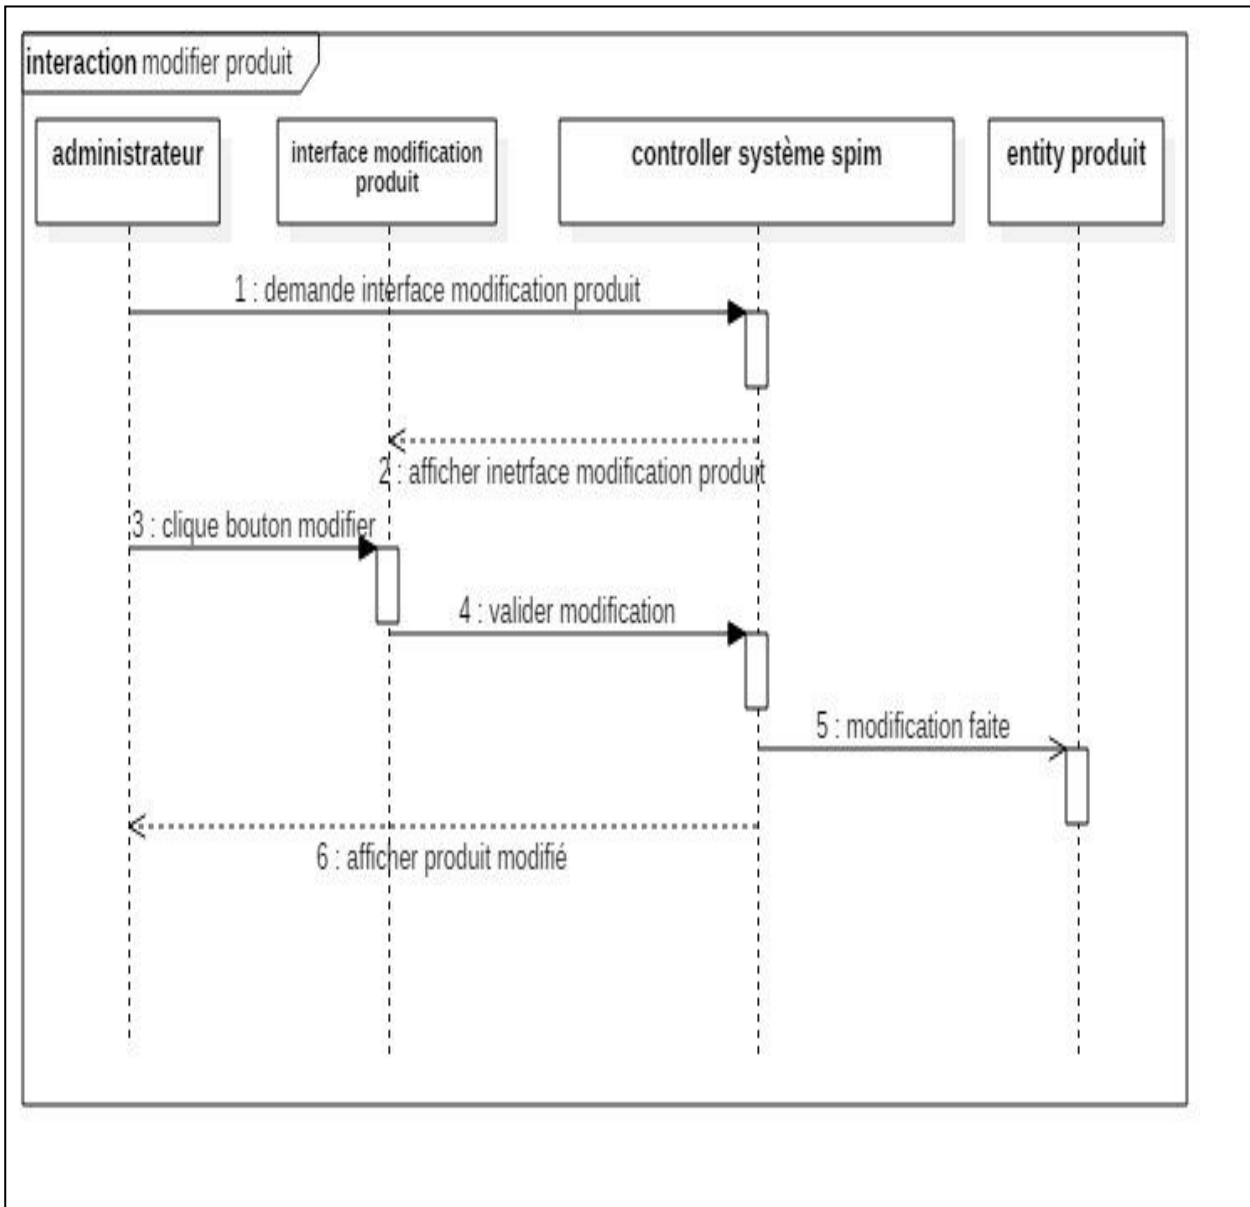 interaction modifier produit
administrateur
interface modification
produit
controller système spim
entity produit
1 : demande interface modification produit
2 : afficher inetrface modification produit
3 : clique bouton modifier
4 : valider modification
5 : modification faite
6 : afficher produit modifié